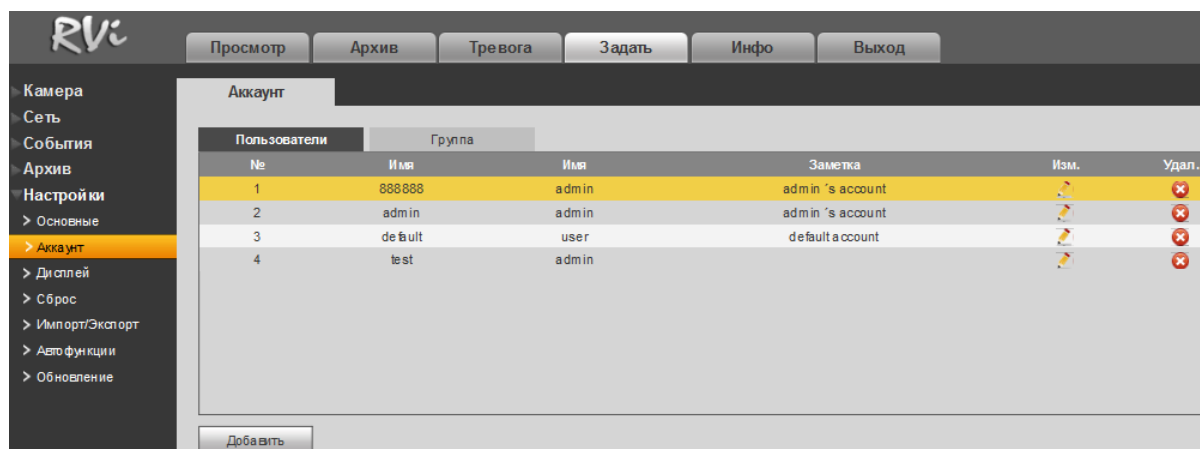 RVi
Просмотр Архив Тревога Задать Инфо Выход
Камера
Сеть
События
Архив
Настройки
> Основные
> Аккаунт
> Дисплей
> Сброс
> Импорт/Экспорт
> Автофункции
> Обновление
Аккаунт
Пользователи Группа
№ Имя Имя Заметка Изм. Удал.
1 888888 admin admin 's account
2 admin admin admin 's account
3 default user default account
4 test admin
Добавить